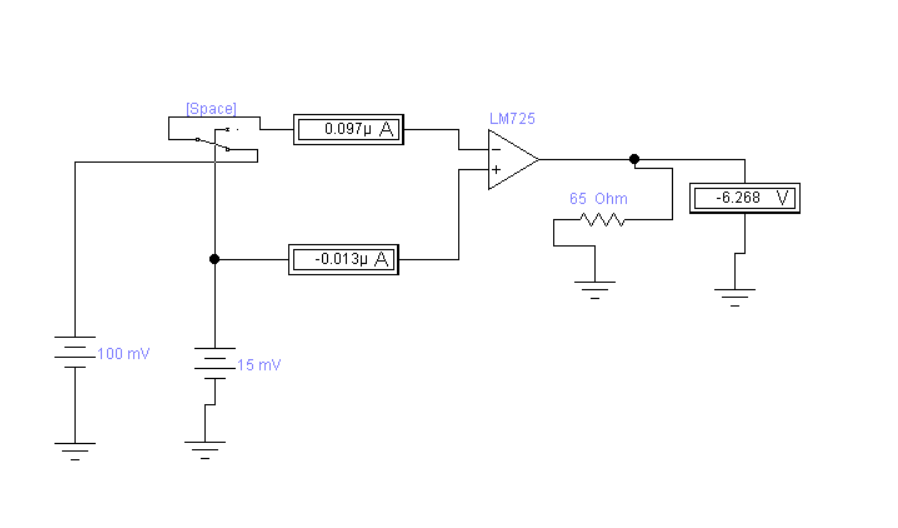 [Space]
LM725
0.097µ A
65 Ohm
-6.268 V
-0.013µ A
100 mV
15 mV